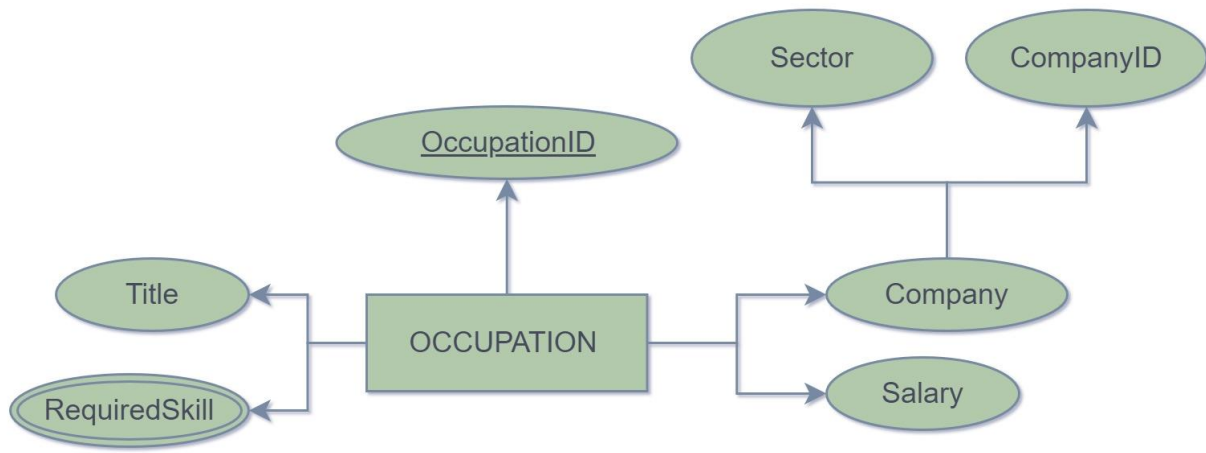 Sector
CompanyID
OccupationID
Title
Company
OCCUPATION
RequiredSkill
Salary